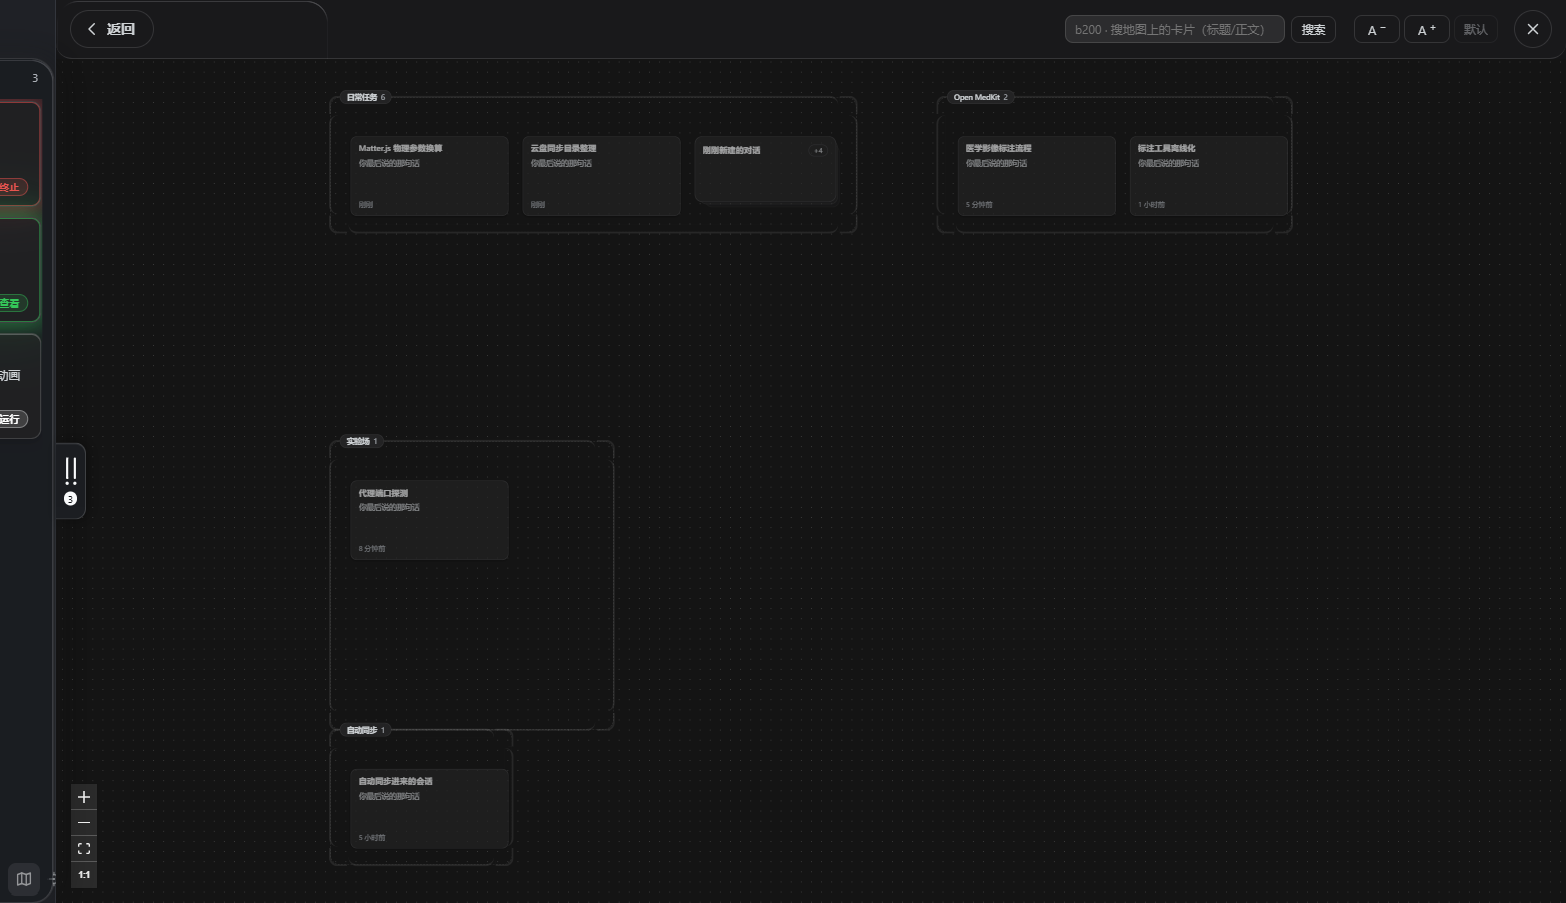 返回
b200 · 搜地图上的卡片（标题/正文）
搜索
A⁻
A⁺
默认
3
终止
查看
动画
运行
3
日常任务 6
Matter.js 物理参数换算
你最后说的那句话
刚刚
云盘同步目录整理
你最后说的那句话
刚刚
刚刚新建的对话
+4
Open MedKit 2
医学影像标注流程
你最后说的那句话
5 分钟前
标注工具离线化
你最后说的那句话
1 小时前
实验场 1
代理端口探测
你最后说的那句话
8 分钟前
自动同步 1
自动同步进来的会话
你最后说的那句话
5 小时前
1:1